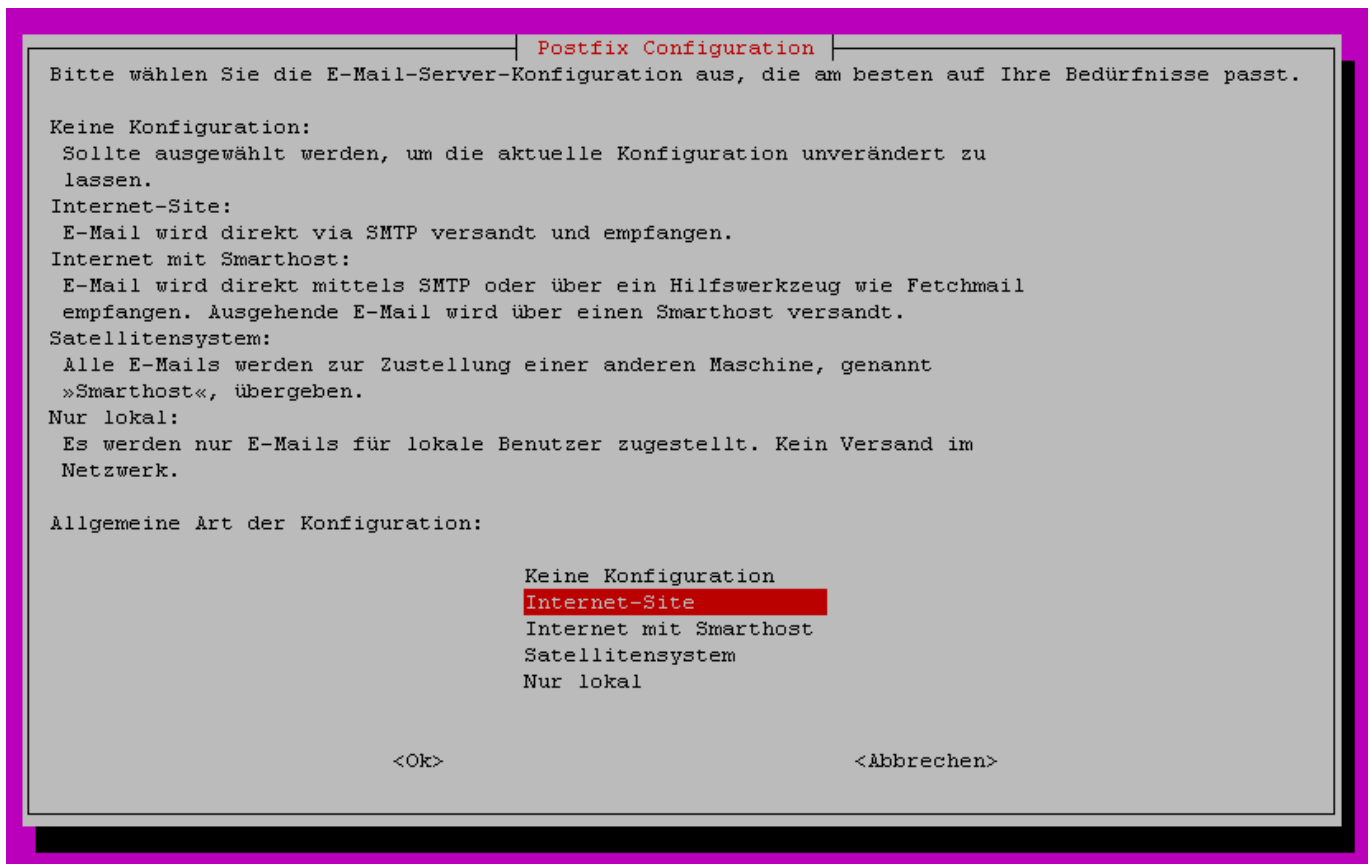 Postfix Configuration
Bitte wählen Sie die E-Mail-Server-Konfiguration aus, die am besten auf Ihre Bedürfnisse passt.
Keine Konfiguration:
Sollte ausgewählt werden, um die aktuelle Konfiguration unverändert zu
lassen.
Internet-Site:
E-Mail wird direkt via SMTP versandt und empfangen.
Internet mit Smarthost:
E-Mail wird direkt mittels SMTP oder über ein Hilfswerkzeug wie Fetchmail
empfangen. Ausgehende E-Mail wird über einen Smarthost versandt.
Satellitensystem:
Alle E-Mails werden zur Zustellung einer anderen Maschine, genannt
»Smarthost«, übergeben.
Nur lokal:
Es werden nur E-Mails für lokale Benutzer zugestellt. Kein Versand im
Netzwerk.
Allgemeine Art der Konfiguration:
Keine Konfiguration
Internet-Site
Internet mit Smarthost
Satellitensystem
Nur lokal
<Ok> <Abbrechen>